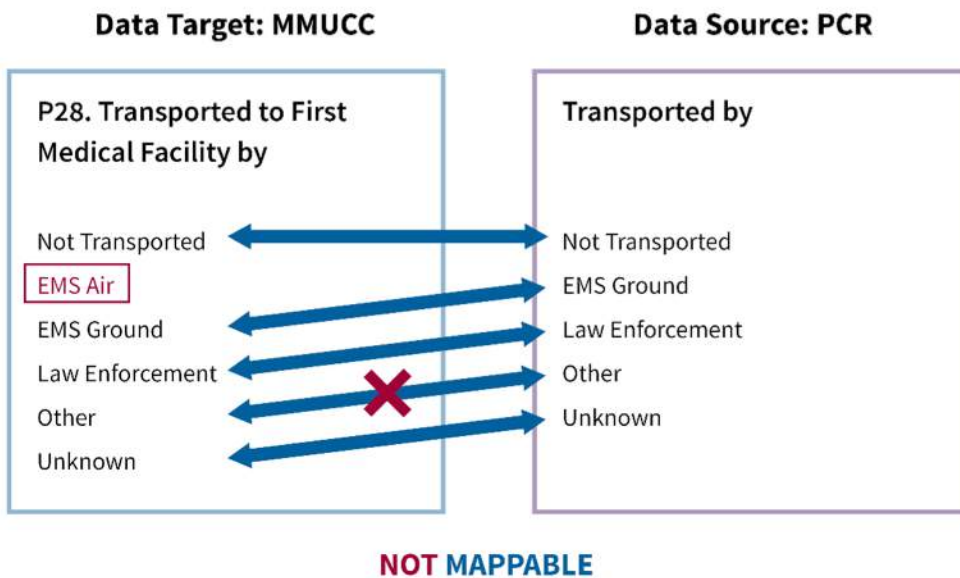 Data Target: MMUCC
Data Source: PCR
P28. Transported to First
Medical Facility by
Not Transported
EMS Air
EMS Ground
Law Enforcement
Other
Unknown
Transported by
Not Transported
EMS Ground
Law Enforcement
Other
Unknown
NOT MAPPABLE